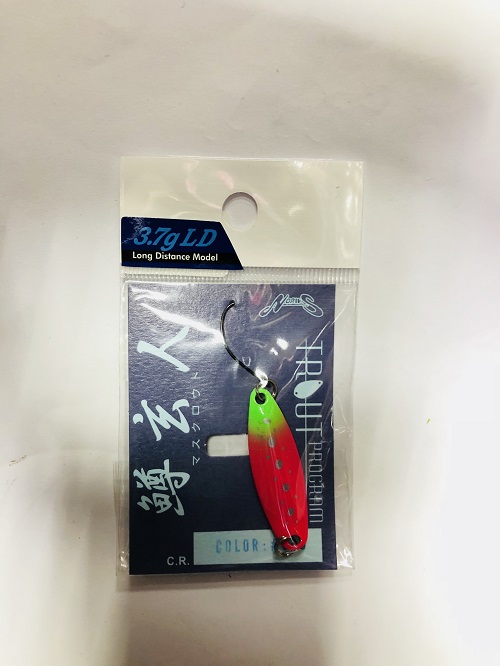 3.7g LD
Long Distance Model
TROUT
PROGRAM
鱒玄人
マスクロウト
C.R.
COLOR: